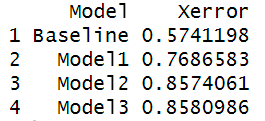 Model Xerror
1 Baseline 0.5741198
2 Model1 0.7686583
3 Model2 0.8574061
4 Model3 0.8580986